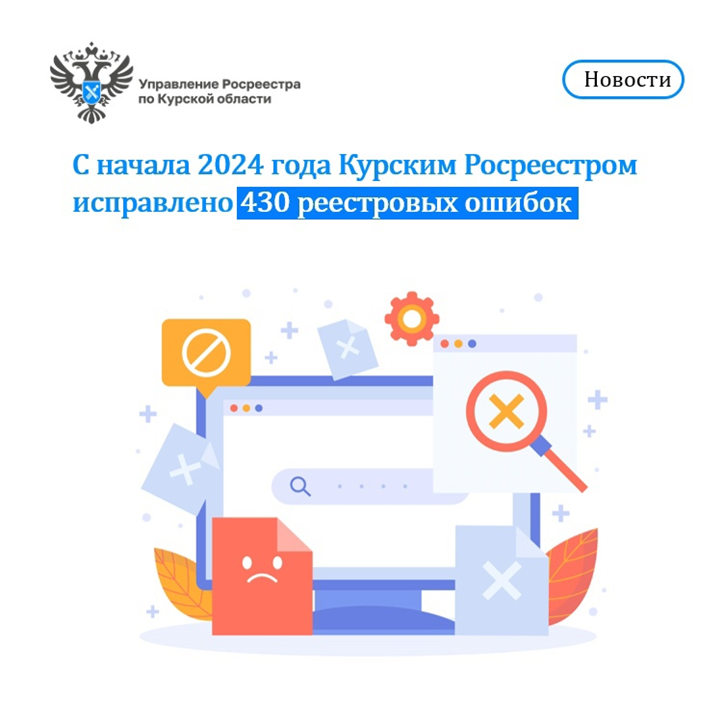 Управление Росреестра
по Курской области
Новости
С начала 2024 года Курским Росреестром
исправлено 430 реестровых ошибок